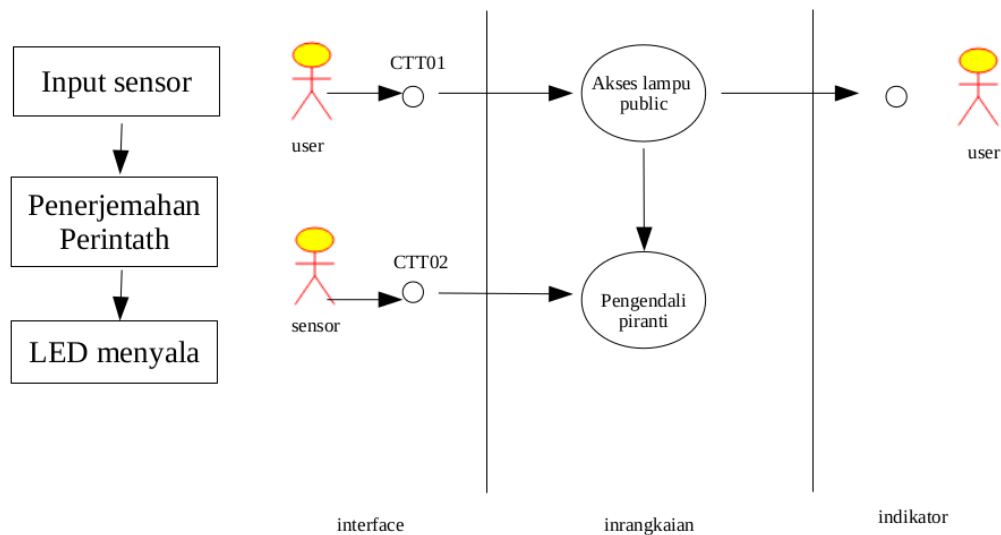 Input sensor
Penerjemahan
Perintath
LED menyala
CTT01
user
CTT02
sensor
interface
Akses lampu
public
Pengendali
piranti
inrangkaian
user
indikator